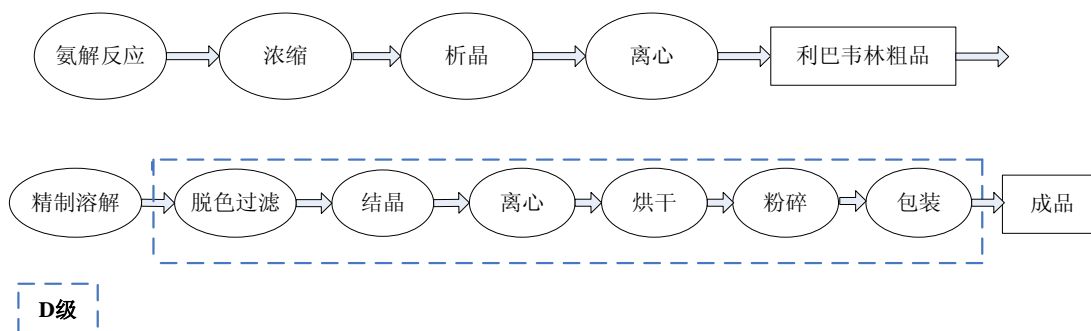 氨解反应 浓缩 析晶 离心 利巴韦林粗品
精制溶解 脱色过滤 结晶 离心 烘干 粉碎 包装 成品
D级